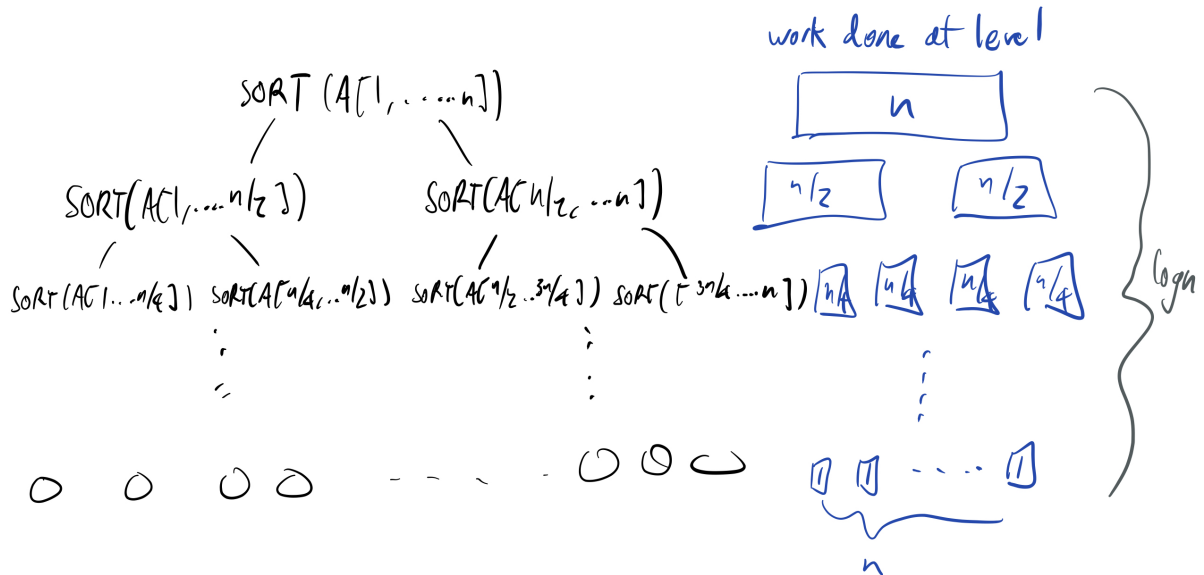 work done at level
SORT (A[1, .....n])
n
SORT(A[1,....n/2])
SORT(A[n/2, ...n])
n/2
n/2
SORT(A[1...n/4])
SORT(A[n/4,...n/2])
SORT(A[n/2..3n/4])
SORT([3n/4....n])
n/4
n/4
n/4
n/4
logn
1
1
....
1
n